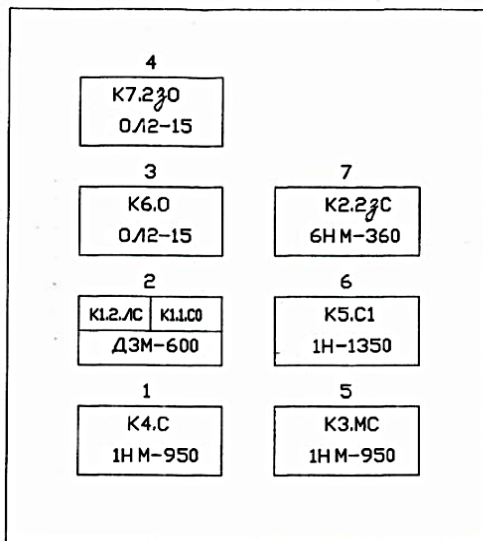 4
К7.2зО
ОЛ2-15
3
К6.О
ОЛ2-15
7
К2.2зС
6НМ-360
2
К1.2.ЛС К1.1.СО
ДЗМ-600
6
К5.С1
1Н-1350
1
К4.С
1НМ-950
5
К3.МС
1НМ-950